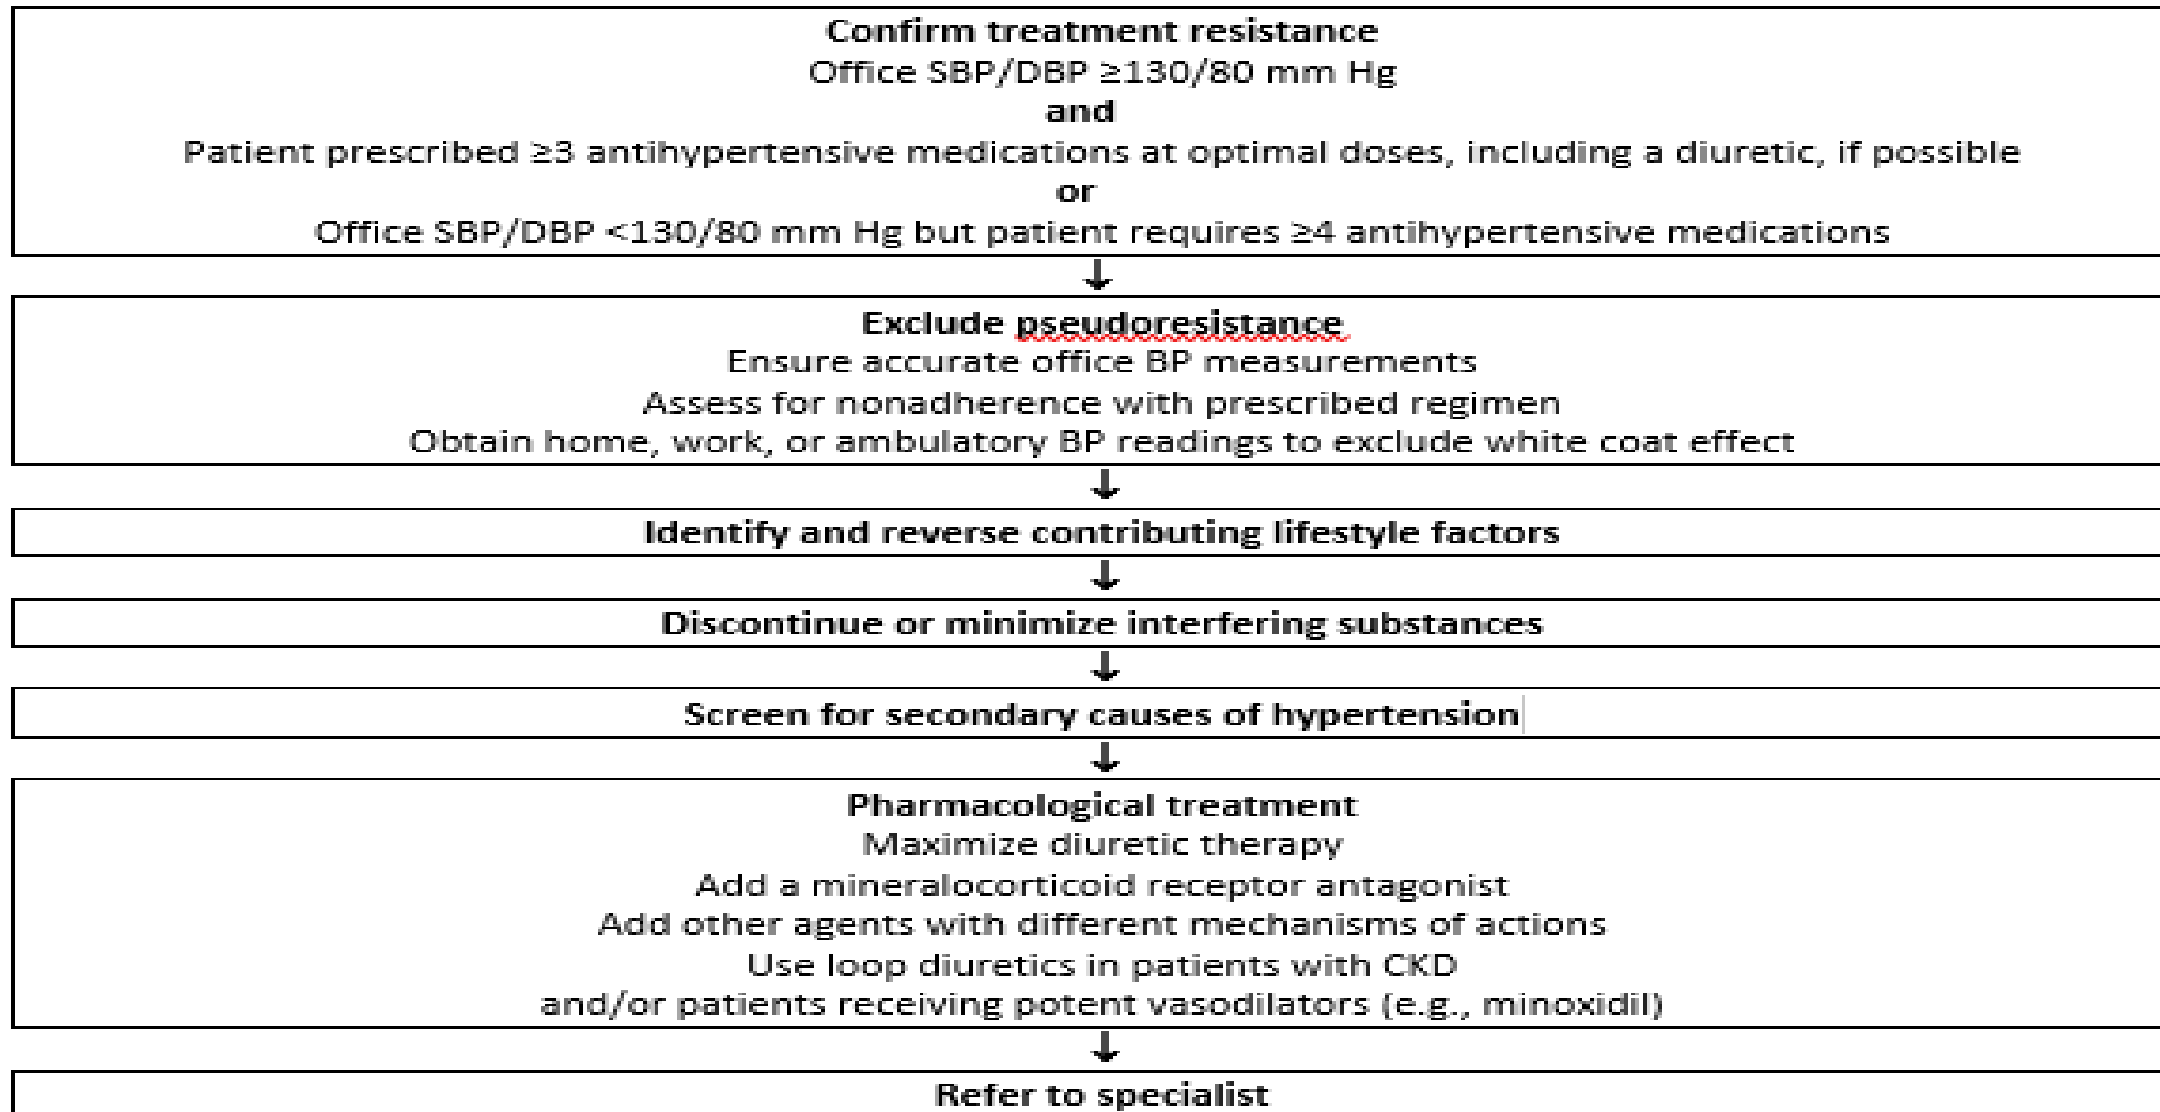 Confirm treatment resistance
Office SBP/DBP ≥130/80 mm Hg
and
Patient prescribed ≥3 antihypertensive medications at optimal doses, including a diuretic, if possible
or
Office SBP/DBP <130/80 mm Hg but patient requires ≥4 antihypertensive medications
Exclude pseudoresistance
Ensure accurate office BP measurements
Assess for nonadherence with prescribed regimen
Obtain home, work, or ambulatory BP readings to exclude white coat effect
Identify and reverse contributing lifestyle factors
Discontinue or minimize interfering substances
Screen for secondary causes of hypertension
Pharmacological treatment
Maximize diuretic therapy
Add a mineralocorticoid receptor antagonist
Add other agents with different mechanisms of actions
Use loop diuretics in patients with CKD
and/or patients receiving potent vasodilators (e.g., minoxidil)
Refer to specialist